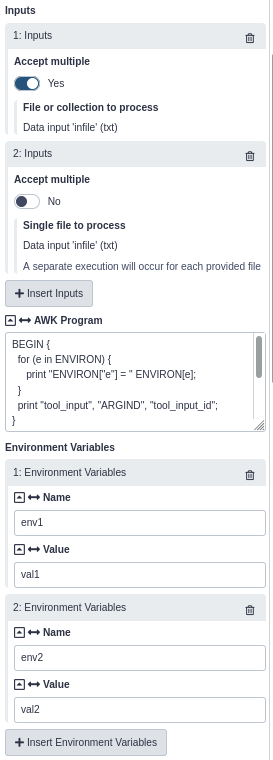 Inputs
1: Inputs
Accept multiple
Yes
File or collection to process
Data input 'infile' (txt)
2: Inputs
Accept multiple
No
Single file to process
Data input 'infile' (txt)
A separate execution will occur for each provided file
+ Insert Inputs
AWK Program
BEGIN {
  for (e in ENVIRON) {
     print "ENVIRON["e"] = " ENVIRON[e];
  }
  print "tool_input", "ARGIND", "tool_input_id";
}
Environment Variables
1: Environment Variables
Name
env1
Value
val1
2: Environment Variables
Name
env2
Value
val2
+ Insert Environment Variables